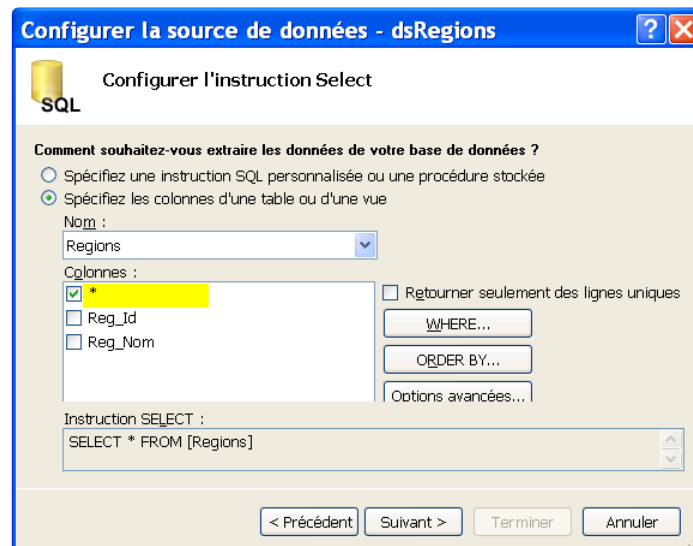 Configurer la source de données - dsRegions
Configurer l'instruction Select
SQL
Comment souhaitez-vous extraire les données de votre base de données ?
Spécifiez une instruction SQL personnalisée ou une procédure stockée
Spécifiez les colonnes d'une table ou d'une vue
Nom :
Regions
Colonnes :
*
Retourner seulement des lignes uniques
Reg_Id
WHERE...
Reg_Nom
ORDER BY...
Options avancées...
Instruction SELECT :
SELECT * FROM [Regions]
< Précédent Suivant > Terminer Annuler